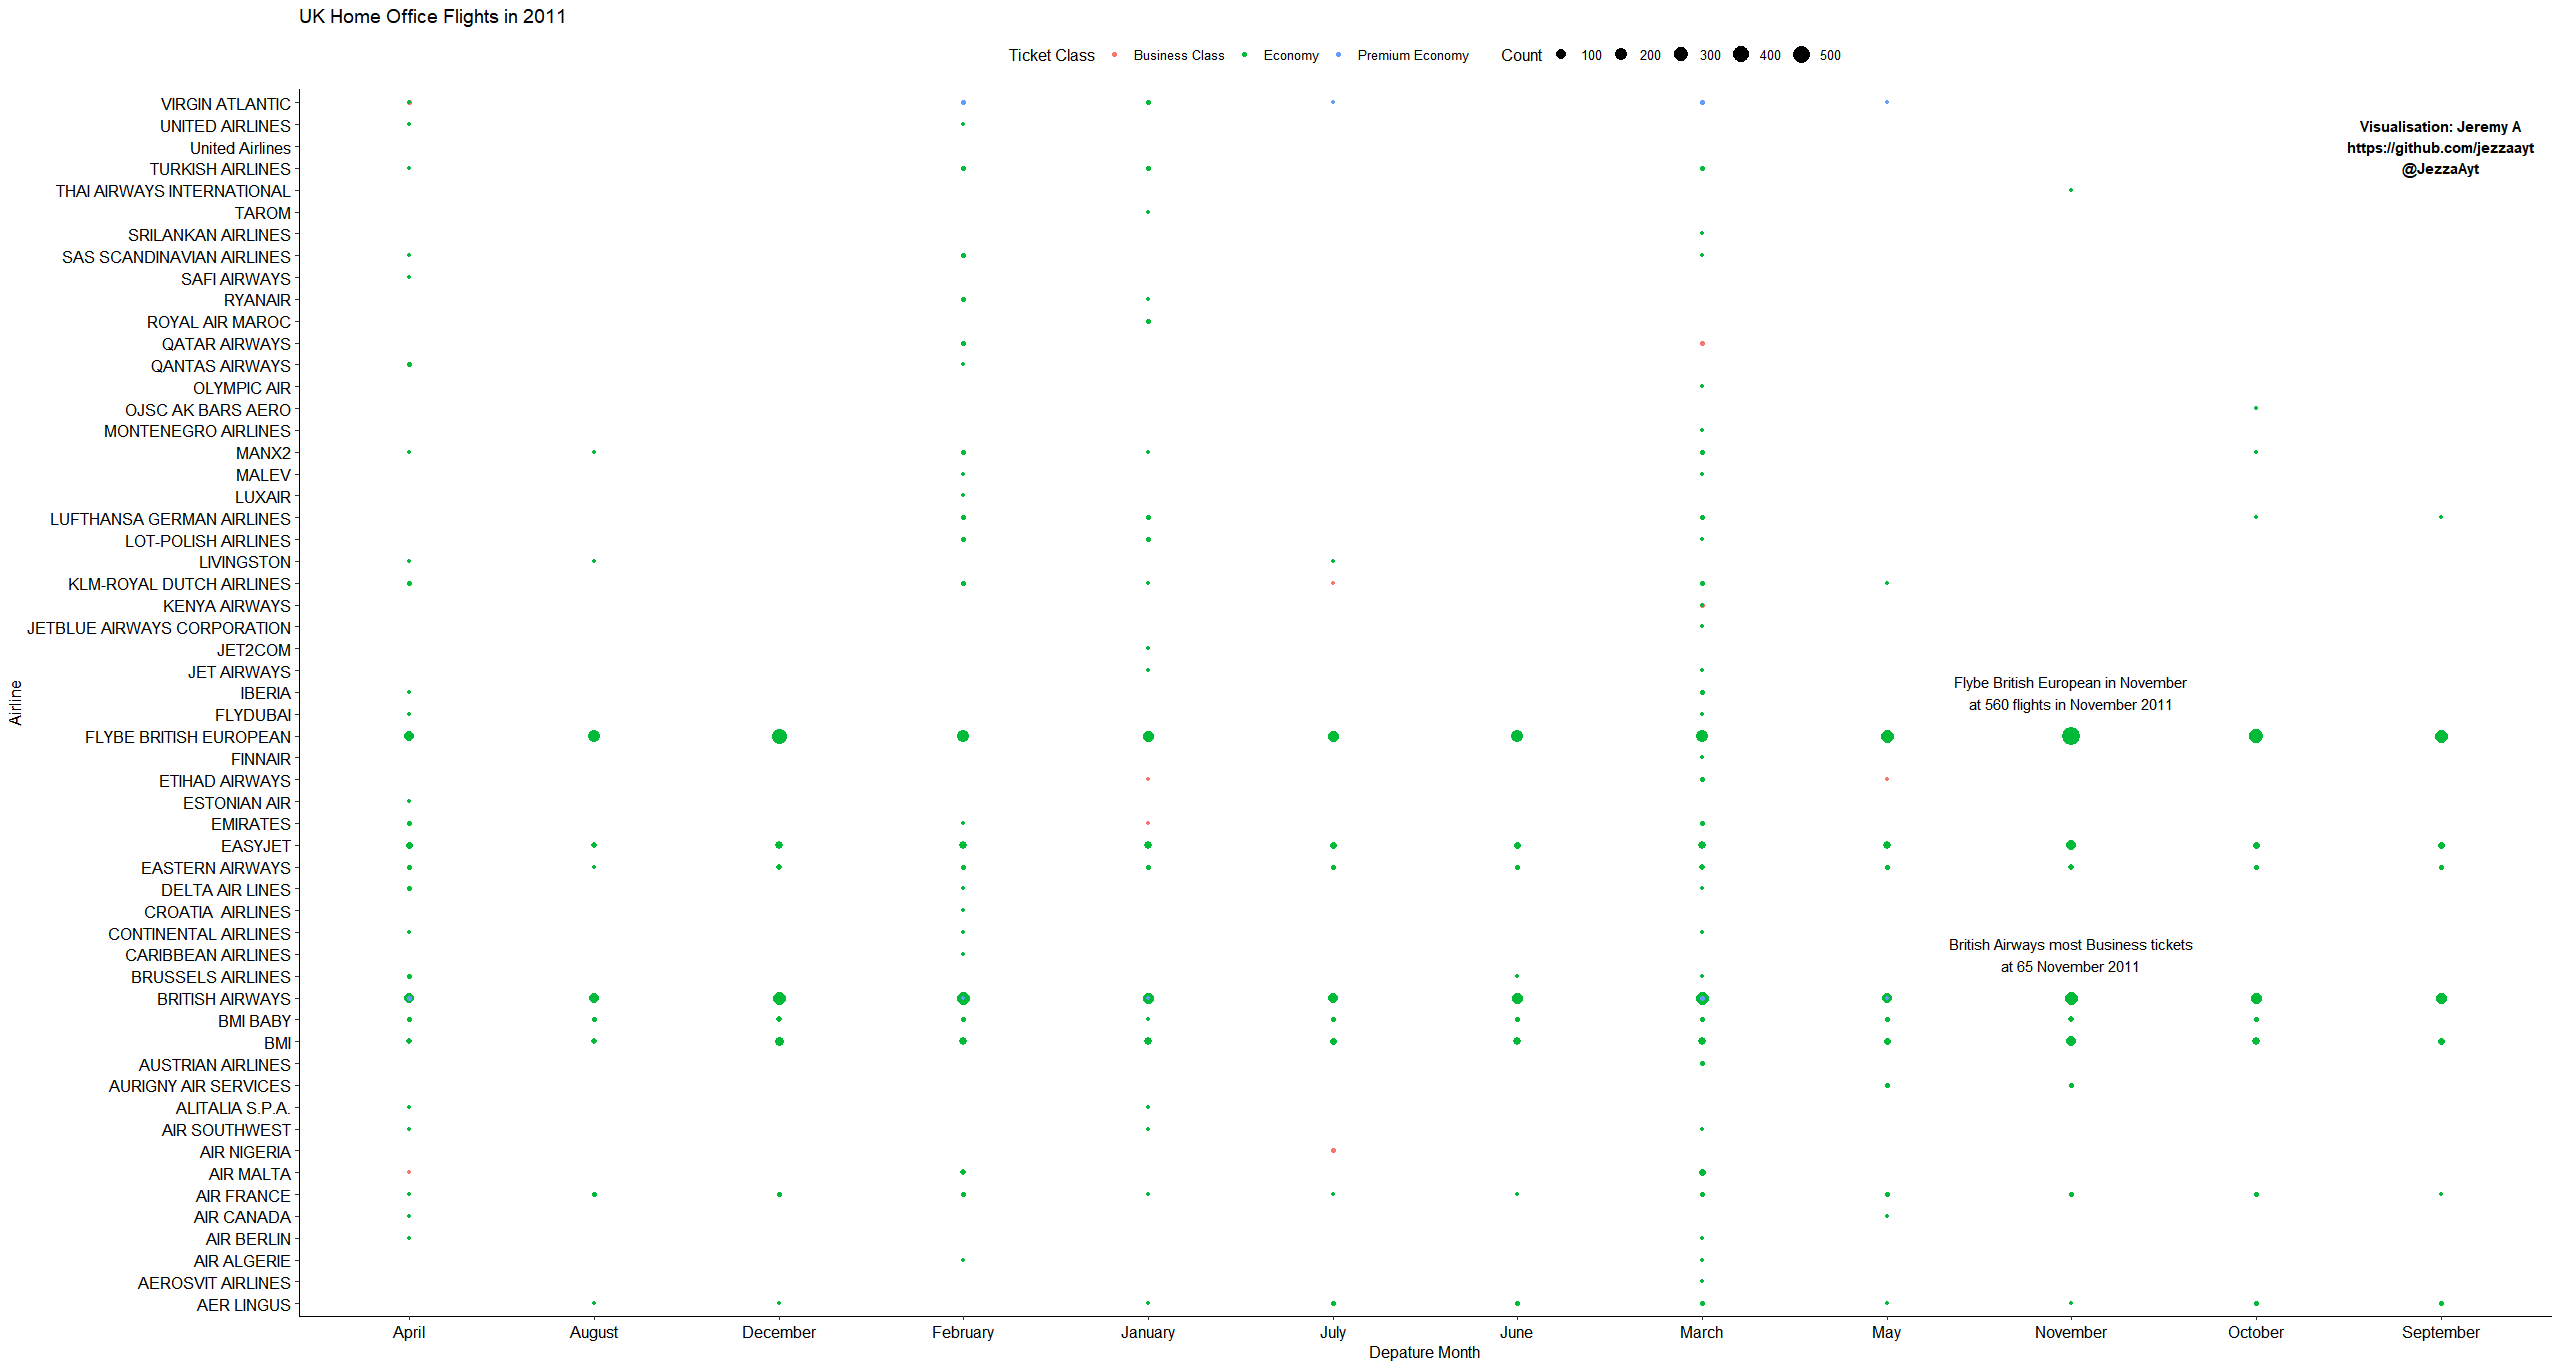 UK Home Office Flights in 2011
Ticket Class Business Class Economy Premium Economy Count 100 200 300 400 500
VIRGIN ATLANTIC
UNITED AIRLINES
United Airlines
TURKISH AIRLINES
THAI AIRWAYS INTERNATIONAL
TAROM
SRILANKAN AIRLINES
SAS SCANDINAVIAN AIRLINES
SAFI AIRWAYS
RYANAIR
ROYAL AIR MAROC
QATAR AIRWAYS
QANTAS AIRWAYS
OLYMPIC AIR
OJSC AK BARS AERO
MONTENEGRO AIRLINES
MANX2
MALEV
LUXAIR
LUFTHANSA GERMAN AIRLINES
LOT-POLISH AIRLINES
LIVINGSTON
KLM-ROYAL DUTCH AIRLINES
KENYA AIRWAYS
JETBLUE AIRWAYS CORPORATION
JET2COM
JET AIRWAYS
IBERIA
FLYDUBAI
FLYBE BRITISH EUROPEAN
FINNAIR
ETIHAD AIRWAYS
ESTONIAN AIR
EMIRATES
EASYJET
EASTERN AIRWAYS
DELTA AIR LINES
CROATIA  AIRLINES
CONTINENTAL AIRLINES
CARIBBEAN AIRLINES
BRUSSELS AIRLINES
BRITISH AIRWAYS
BMI BABY
BMI
AUSTRIAN AIRLINES
AURIGNY AIR SERVICES
ALITALIA S.P.A.
AIR SOUTHWEST
AIR NIGERIA
AIR MALTA
AIR FRANCE
AIR CANADA
AIR BERLIN
AIR ALGERIE
AEROSVIT AIRLINES
AER LINGUS
Airline
Visualisation: Jeremy A
https://github.com/jezzaayt
@JezzaAyt
Flybe British European in November
at 560 flights in November 2011
British Airways most Business tickets
at 65 November 2011
April August December February January July June March May November October September
Depature Month